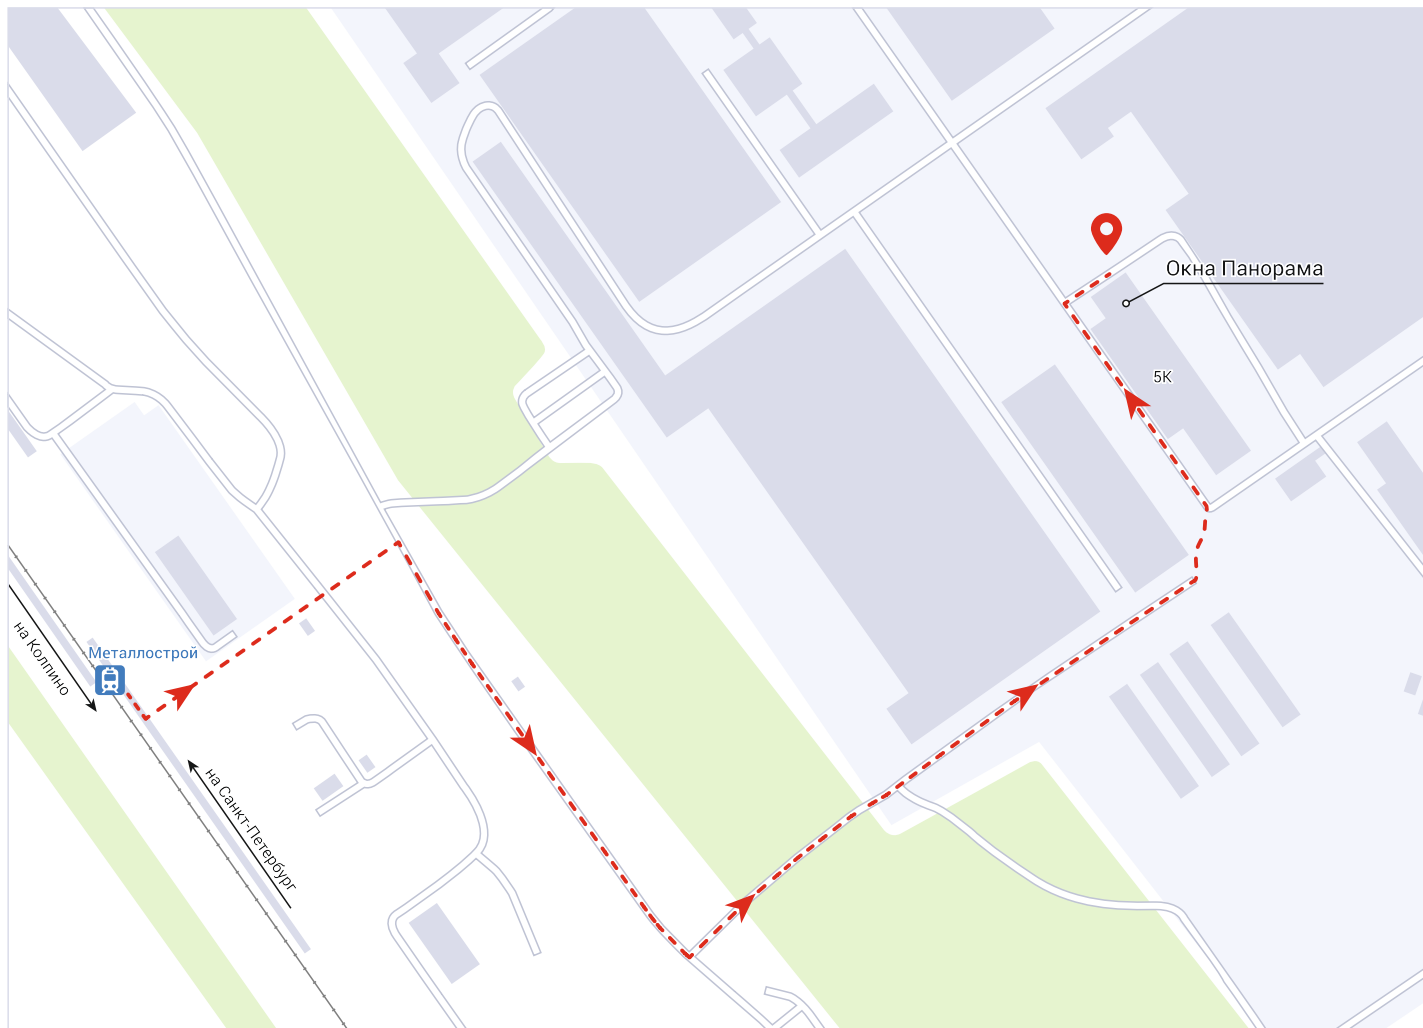 Окна Панорама
5К
Металлострой
на Колпино
на Санкт-Петербург